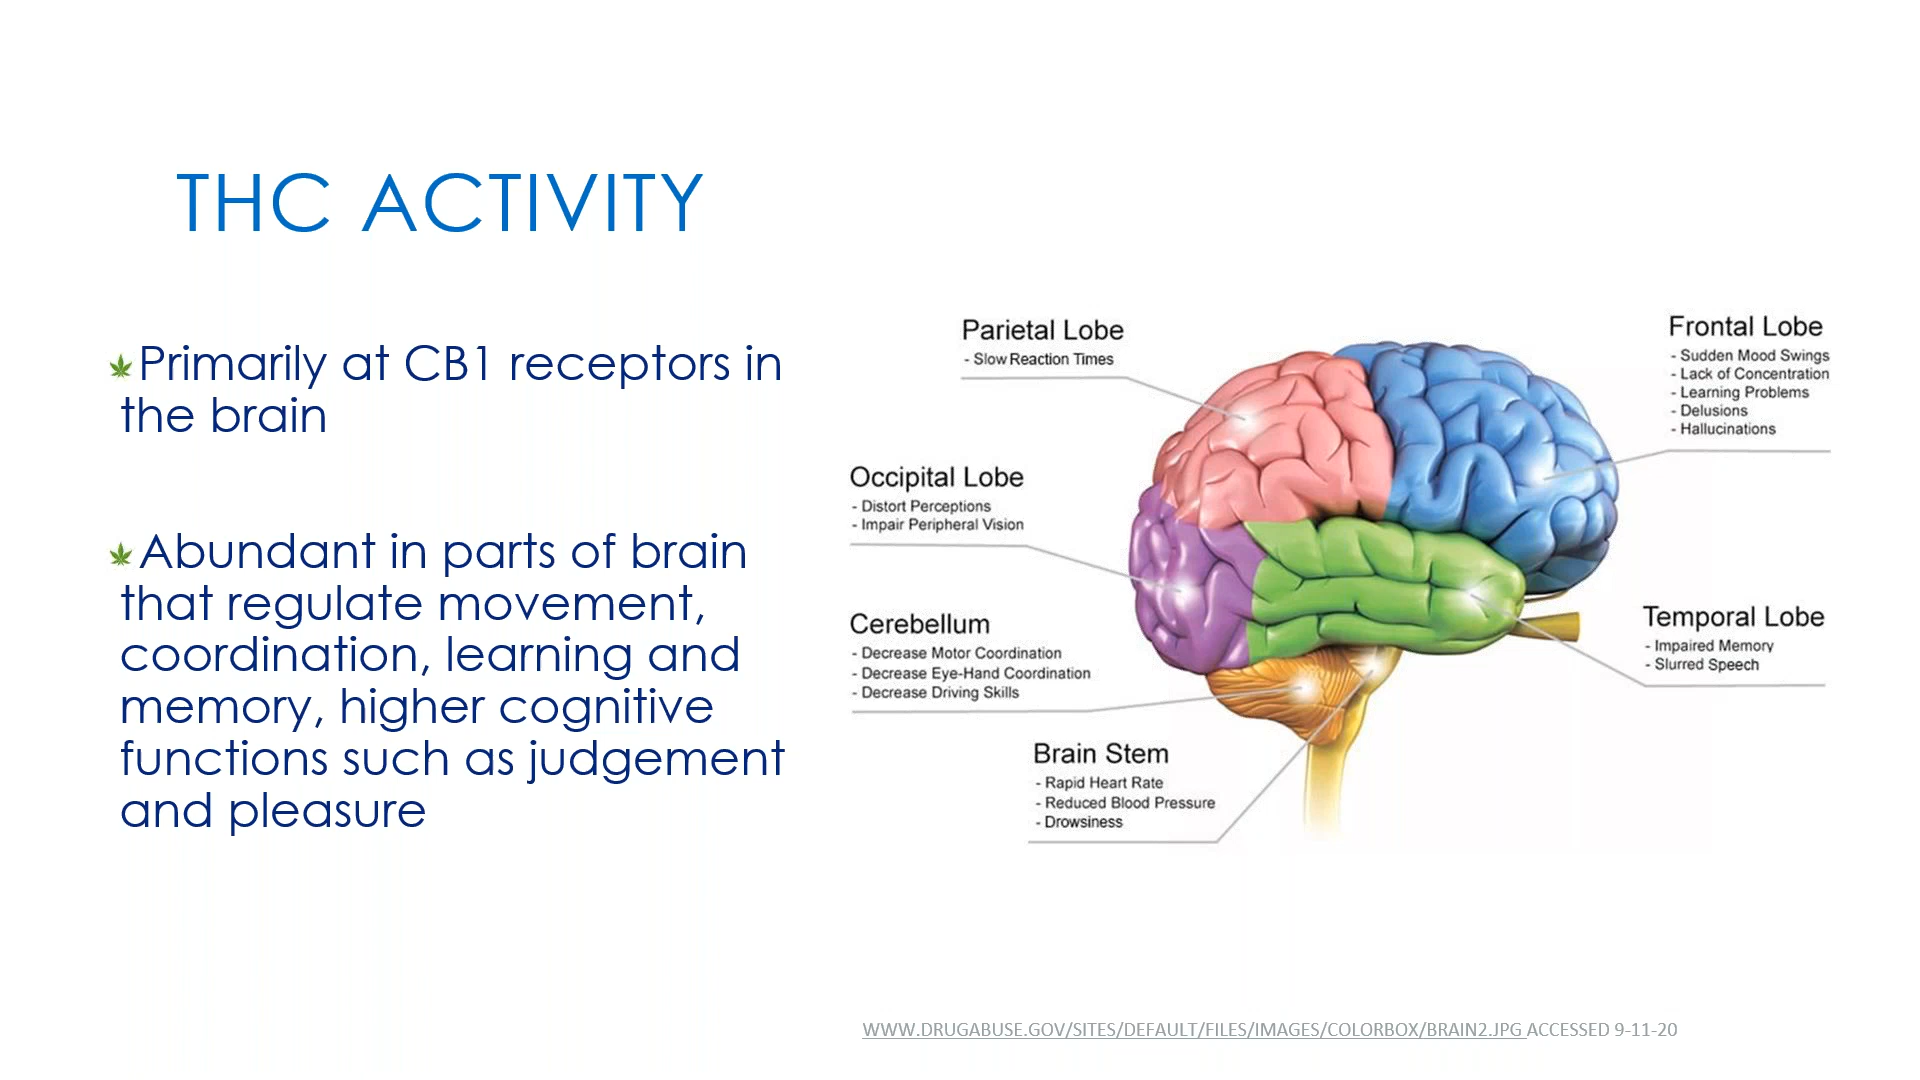 THC ACTIVITY
Primarily at CB1 receptors in
the brain
Abundant in parts of brain
that regulate movement,
coordination, learning and
memory, higher cognitive
functions such as judgement
and pleasure
Parietal Lobe
- Slow Reaction Times
Occipital Lobe
- Distort Perceptions
- Impair Peripheral Vision
Cerebellum
- Decrease Motor Coordination
- Decrease Eye-Hand Coordination
- Decrease Driving Skills
Brain Stem
- Rapid Heart Rate
- Reduced Blood Pressure
- Drowsiness
Frontal Lobe
- Sudden Mood Swings
- Lack of Concentration
- Learning Problems
- Delusions
- Hallucinations
Temporal Lobe
- Impaired Memory
- Slurred Speech
WWW.DRUGABUSE.GOV/SITES/DEFAULT/FILES/IMAGES/COLORBOX/BRAIN2.JPG ACCESSED 9-11-20